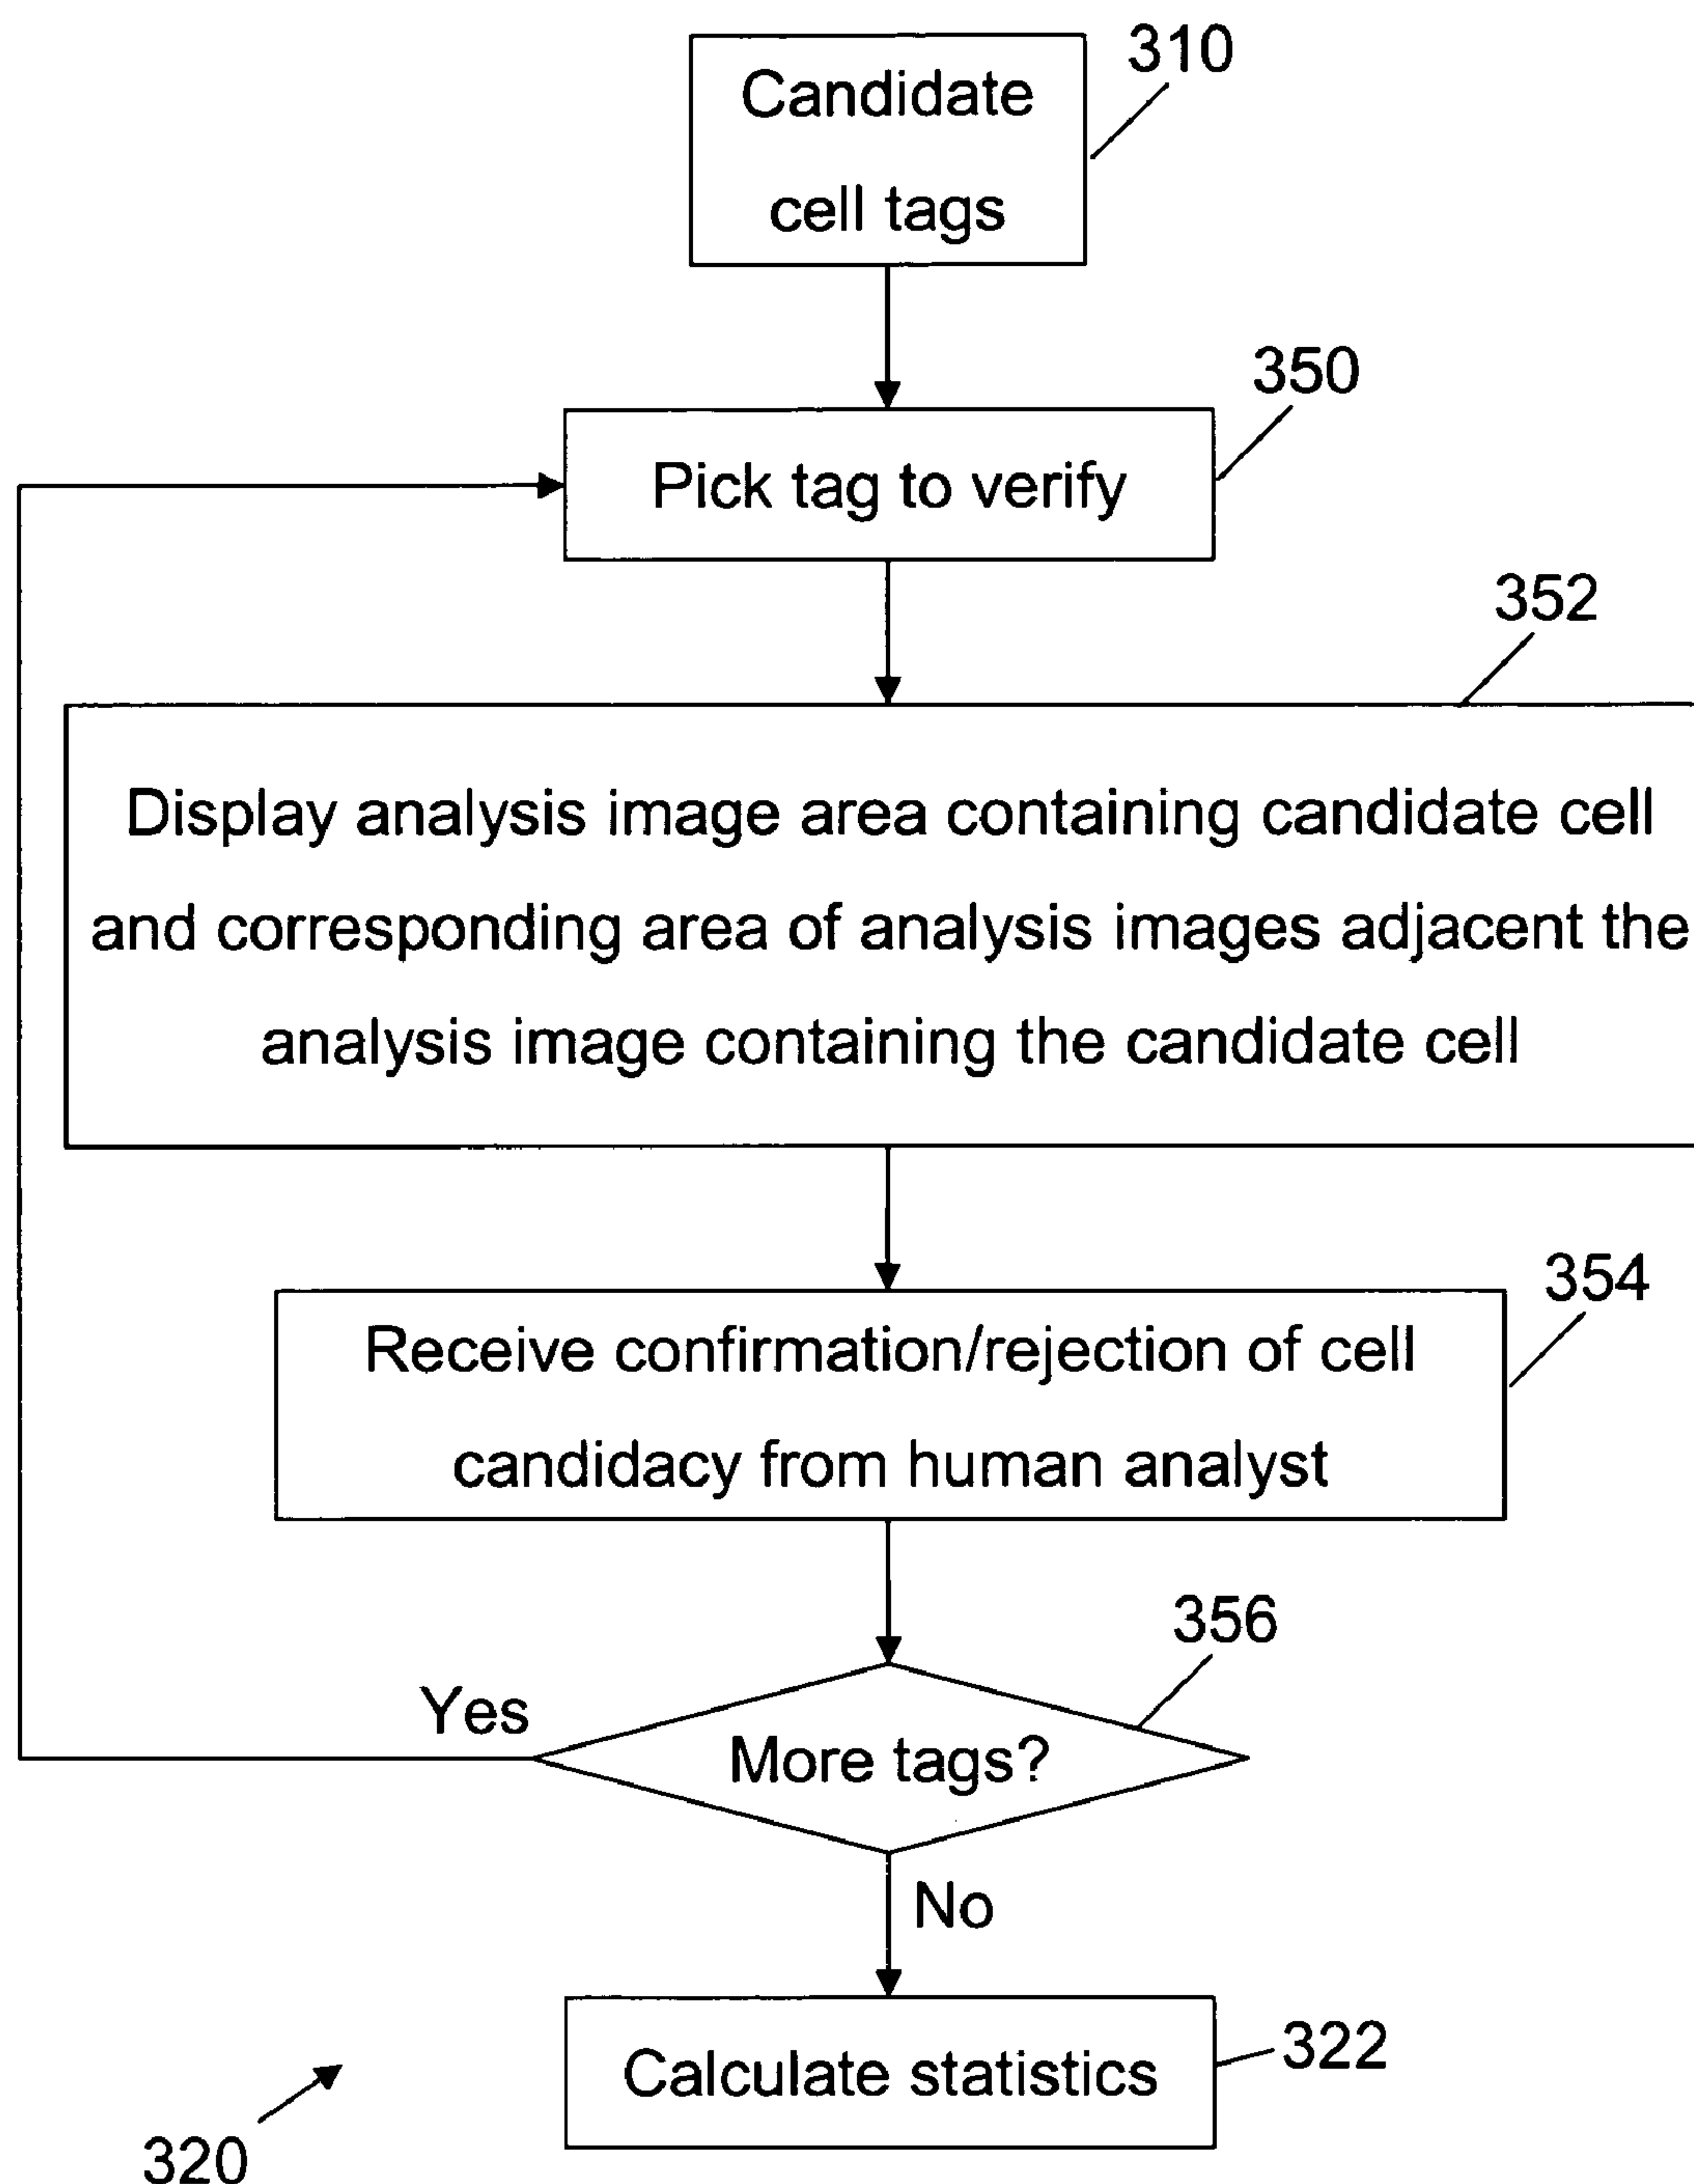 310
Candidate
cell tags
350
Pick tag to verify
352
Display analysis image area containing candidate cell
and corresponding area of analysis images adjacent the
analysis image containing the candidate cell
354
Receive confirmation/rejection of cell
candidacy from human analyst
356
Yes
More tags?
No
Calculate statistics
322
320